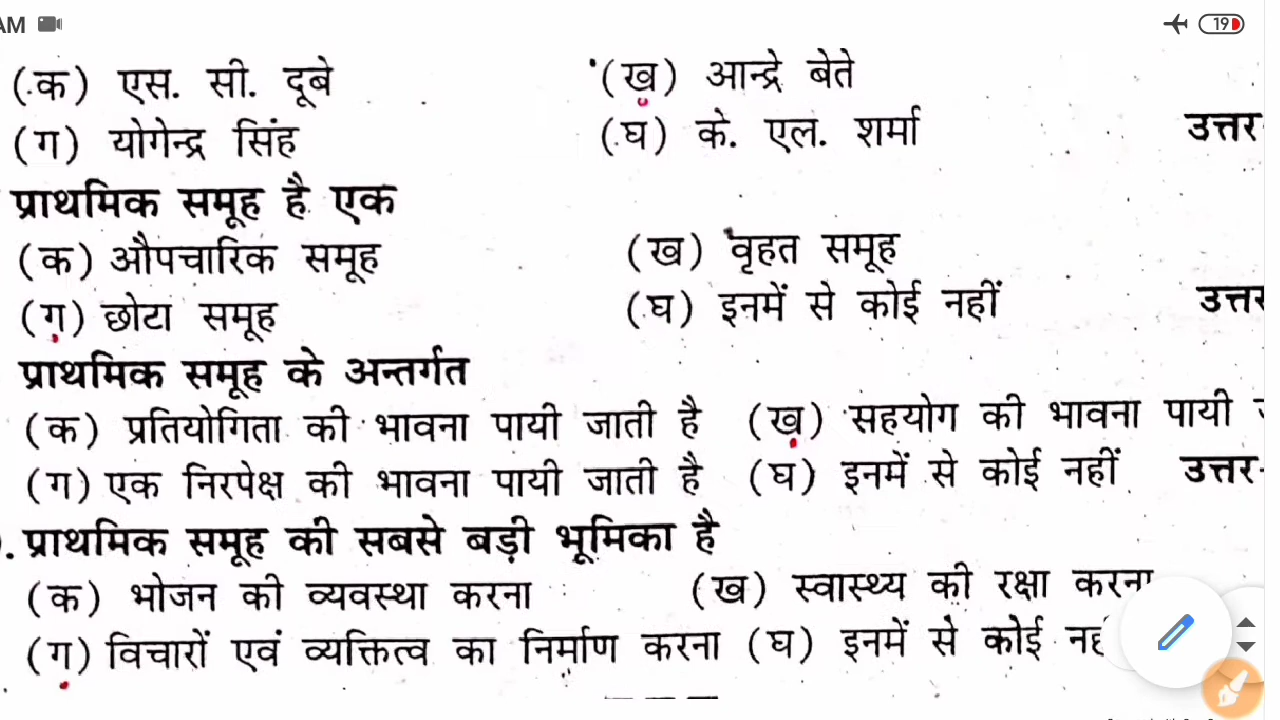 AM 19
(क) एस. सी. दूबे (ख) आन्द्रे बेते
(ग) योगेन्द्र सिंह (घ) के. एल. शर्मा उत्तर
प्राथमिक समूह है एक
(क) औपचारिक समूह (ख) वृहत समूह
(ग) छोटा समूह (घ) इनमें से कोई नहीं उत्तर
प्राथमिक समूह के अन्तर्गत
(क) प्रतियोगिता की भावना पायी जाती है (ख) सहयोग की भावना पायी
(ग) एक निरपेक्ष की भावना पायी जाती है (घ) इनमें से कोई नहीं उत्तर
. प्राथमिक समूह की सबसे बड़ी भूमिका है
(क) भोजन की व्यवस्था करना (ख) स्वास्थ्य की रक्षा करना
(ग) विचारों एवं व्यक्तित्व का निर्माण करना (घ) इनमें से कोई